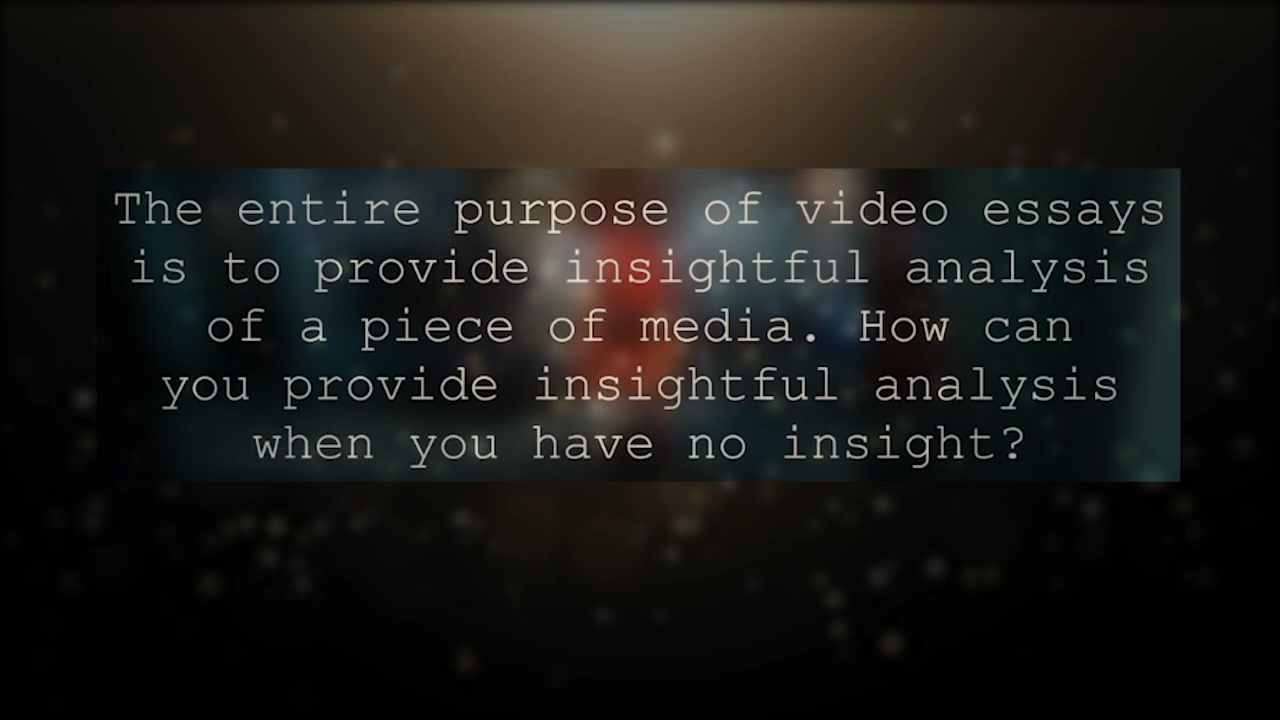 The entire purpose of video essays
is to provide insightful analysis
of a piece of media. How can
you provide insightful analysis
when you have no insight?